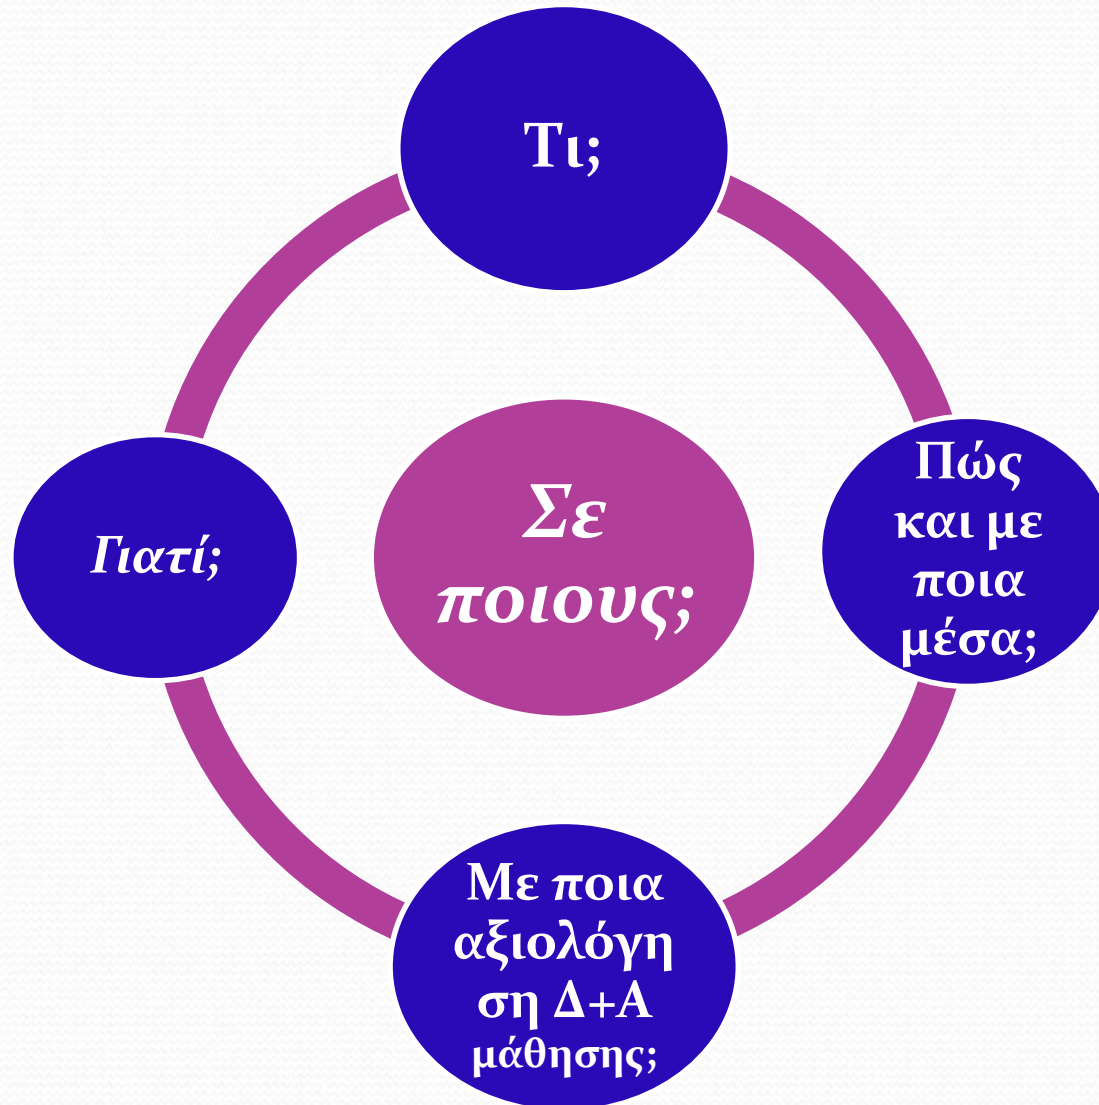 Τι;
Πώς
και με
ποια
μέσα;
Σε
ποιους;
Γιατί;
Με ποια
αξιολόγη
ση Δ+Α
μάθησης;